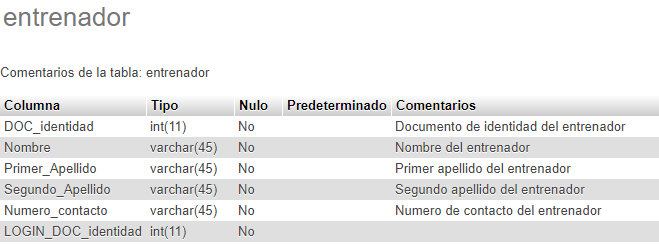 entrenador
Comentarios de la tabla: entrenador
Columna Tipo Nulo Predeterminado Comentarios
DOC_identidad int(11) No Documento de identidad del entrenador
Nombre varchar(45) No Nombre del entrenador
Primer_Apellido varchar(45) No Primer apellido del entrenador
Segundo_Apellido varchar(45) No Segundo apellido del entrenador
Numero_contacto varchar(45) No Numero de contacto del entrenador
LOGIN_DOC_identidad int(11) No